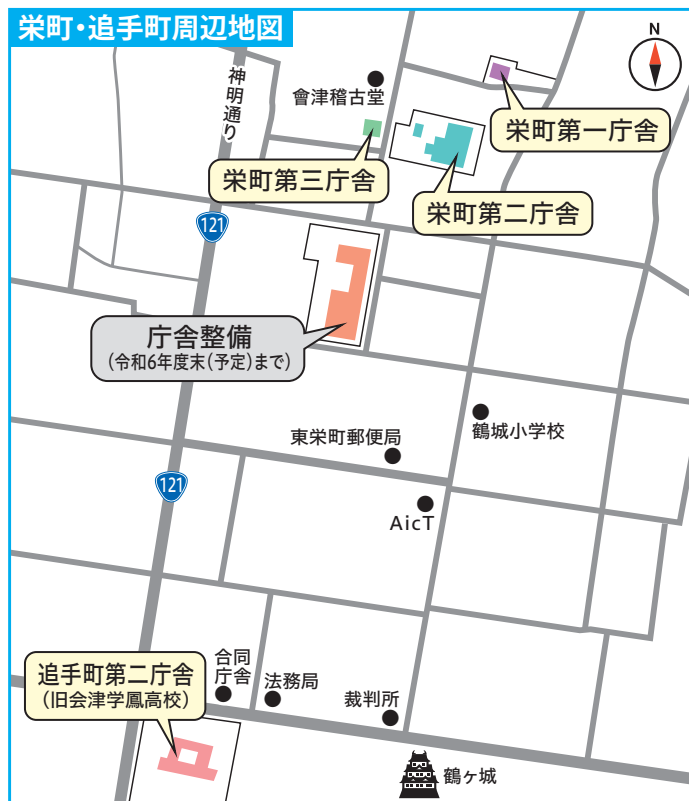 栄町・追手町周辺地図
N
神明通り
會津稽古堂
栄町第一庁舎
栄町第三庁舎
栄町第二庁舎
121
庁舎整備
(令和6年度末(予定)まで)
鶴城小学校
東栄町郵便局
121
AicT
追手町第二庁舎
(旧会津学鳳高校)
合同
庁舎
法務局
裁判所
鶴ヶ城